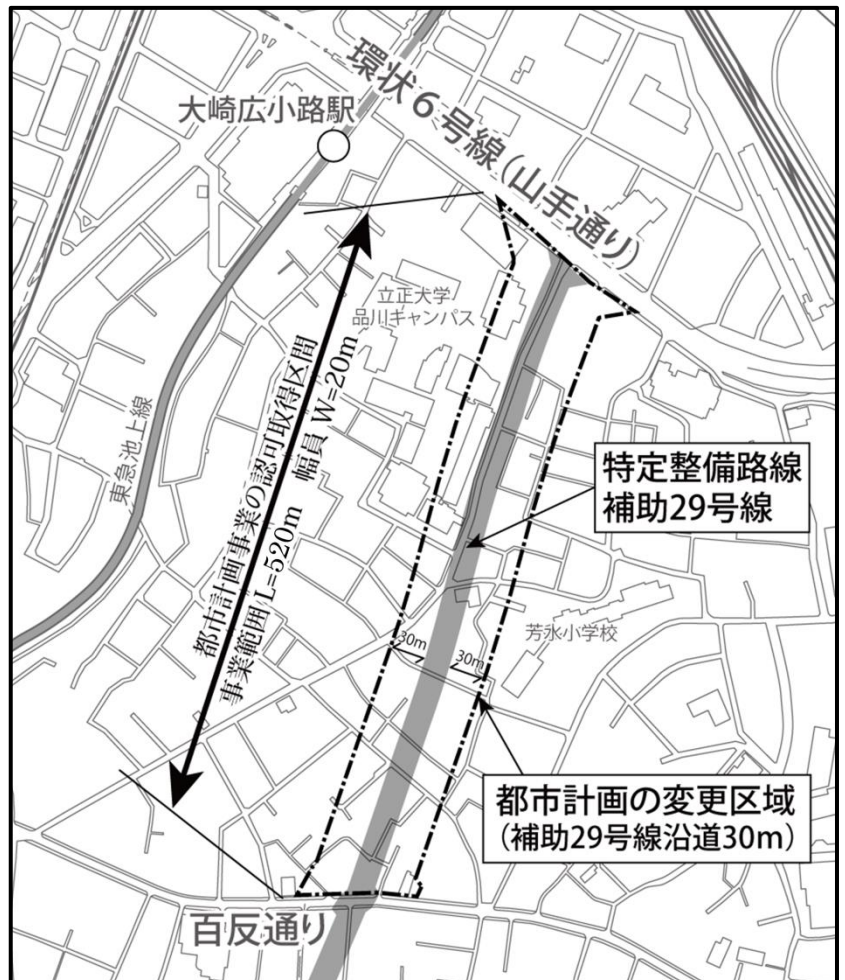 環状6号線(山手通り)
大崎広小路駅
立正大学
品川キャンパス
都市計画事業の認可取得区間
事業範囲 L=520m　幅員 W=20m
東急池上線
特定整備路線
補助29号線
芳水小学校
30m
30m
都市計画の変更区域
(補助29号線沿道30m)
百反通り